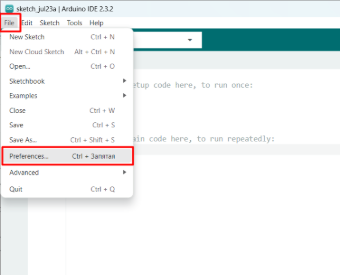 sketch_jul23a | Arduino IDE 2.3.2
File Edit Sketch Tools Help
New Sketch Ctrl + N
New Cloud Sketch Alt + Ctrl + N
Open... Ctrl + O
Sketchbook
Examples
etup code here, to run once:
Close Ctrl + W
Save Ctrl + S
Save As... Ctrl + Shift + S
in code here, to run repeatedly:
Preferences... Ctrl + Запятая
Advanced
Quit Ctrl + Q